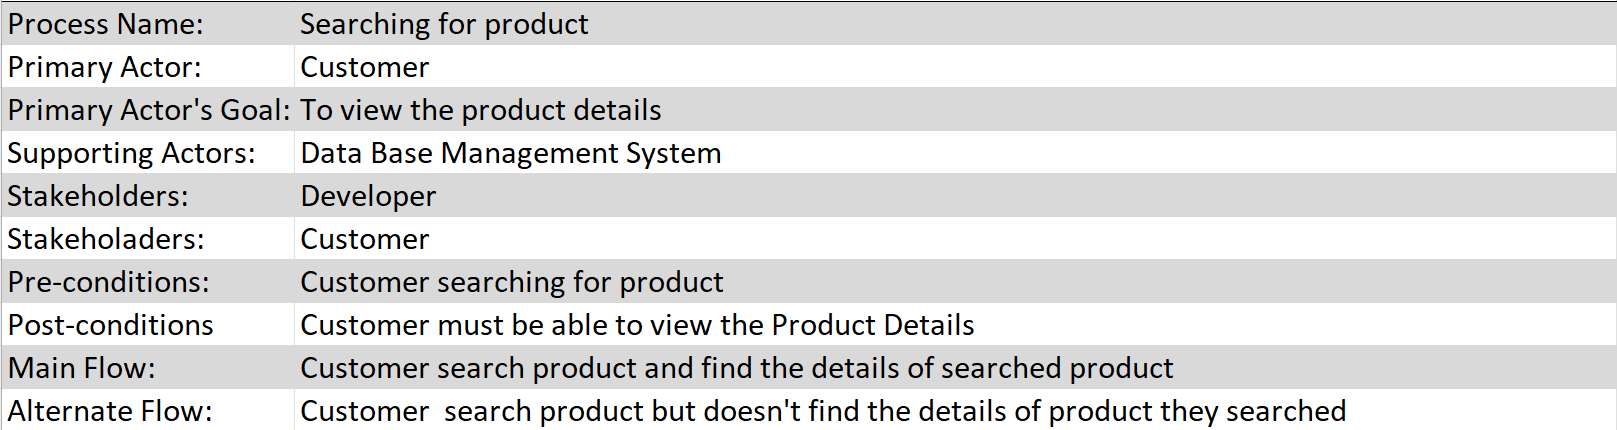 Process Name: Searching for product
Primary Actor: Customer
Primary Actor's Goal: To view the product details
Supporting Actors: Data Base Management System
Stakeholders: Developer
Stakeholaders: Customer
Pre-conditions: Customer searching for product
Post-conditions Customer must be able to view the Product Details
Main Flow: Customer search product and find the details of searched product
Alternate Flow: Customer  search product but doesn't find the details of product they searched